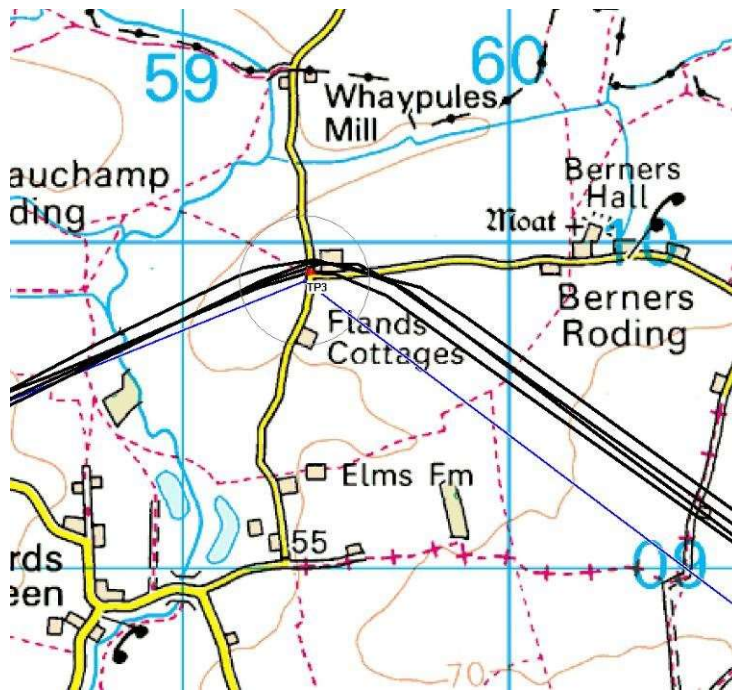 59
60
Whaypules
Mill
auchamp
ding
Berners
Hall
Moat
10
TP3
Berners
Roding
Elands
Cottages
Elms Fm
55
09
rds
een
70